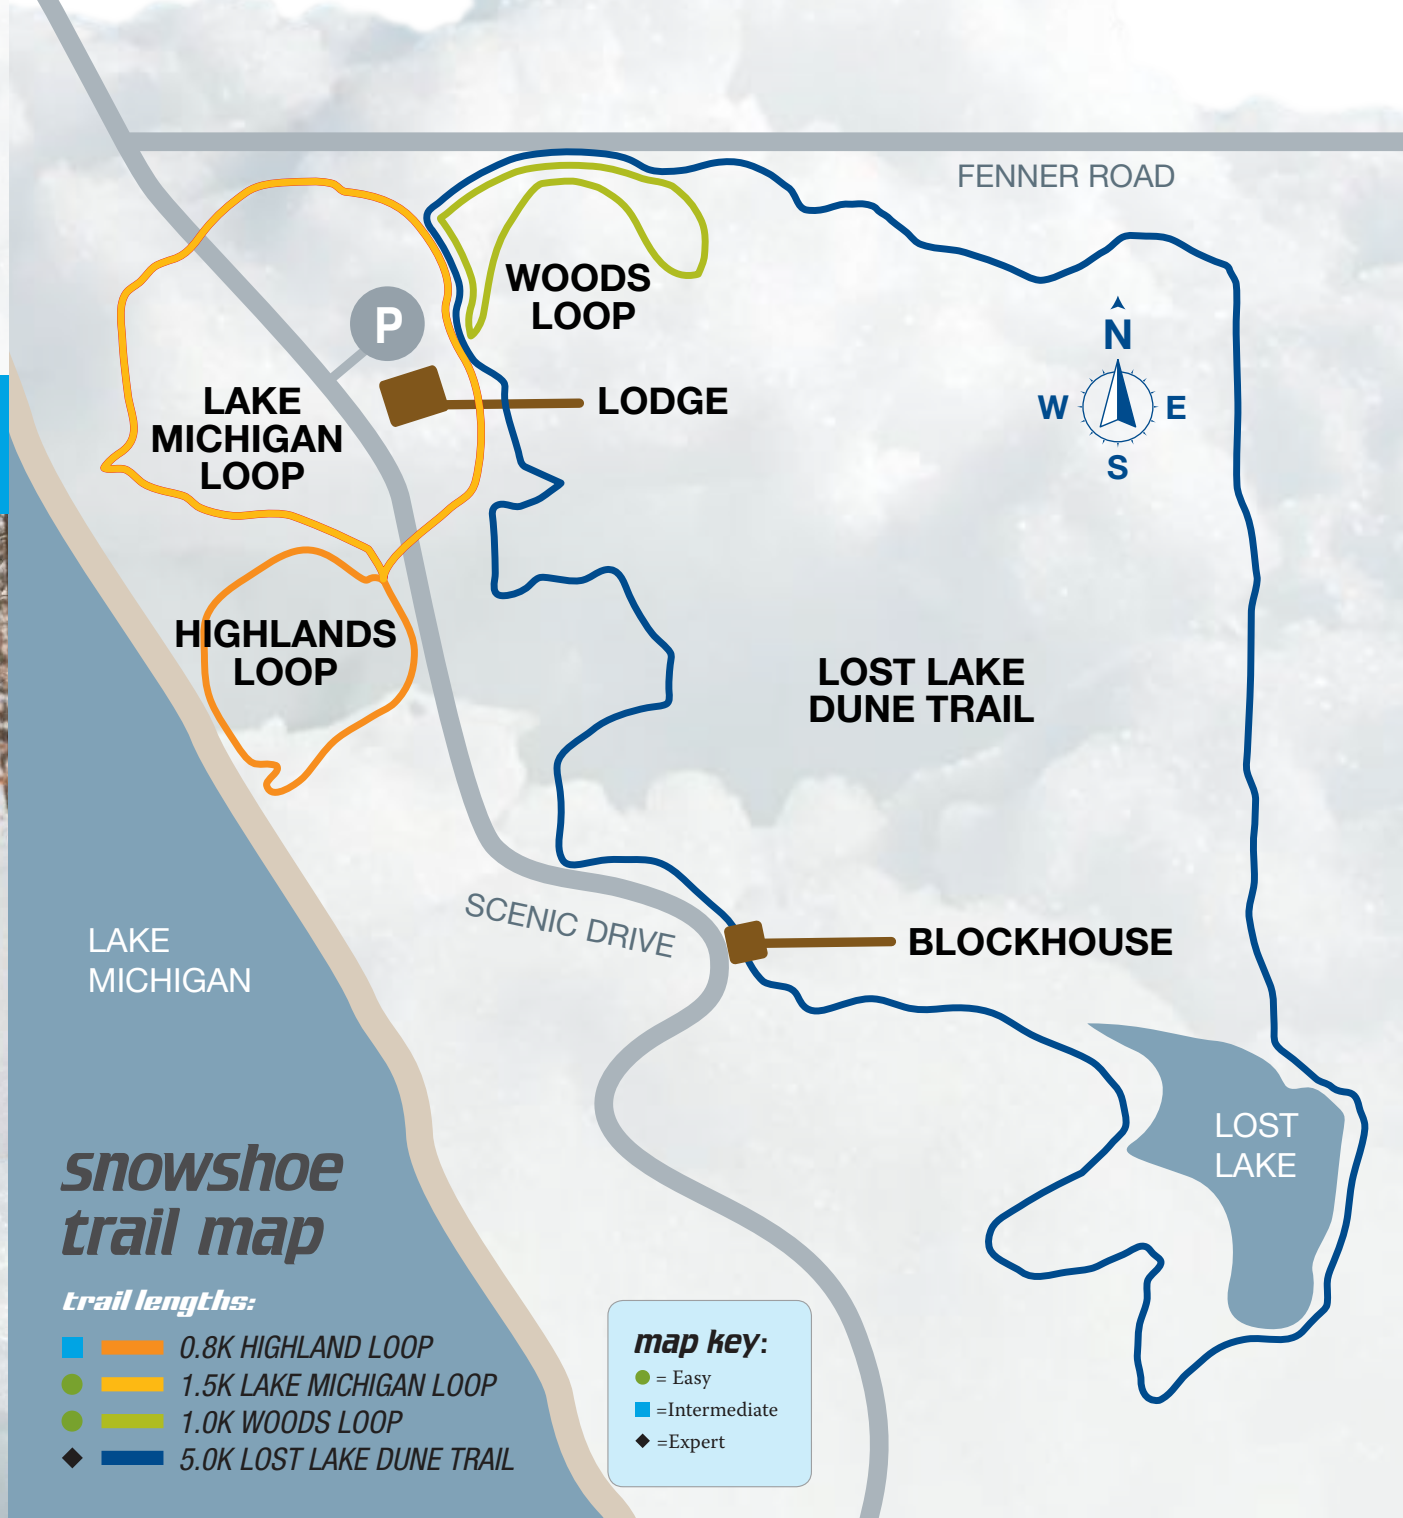 FENNER ROAD
WOODS
LOOP
P
LODGE
LAKE
MICHIGAN
LOOP
N
W
E
S
HIGHLANDS
LOOP
LOST LAKE
DUNE TRAIL
SCENIC DRIVE
BLOCKHOUSE
LAKE
MICHIGAN
LOST
LAKE
snowshoe
trail map
trail lengths:
0.8K HIGHLAND LOOP
1.5K LAKE MICHIGAN LOOP
1.0K WOODS LOOP
5.0K LOST LAKE DUNE TRAIL
map key:
= Easy
=Intermediate
=Expert